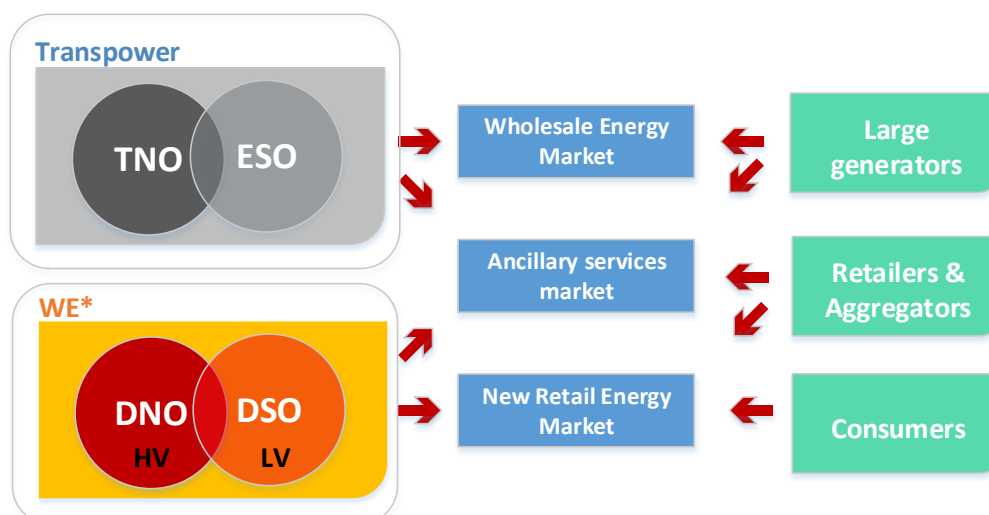 Transpower
TNO
ESO
WE*
DNO
HV
DSO
LV
Wholesale Energy
Market
Ancillary services
market
New Retail Energy
Market
Large
generators
Retailers &
Aggregators
Consumers